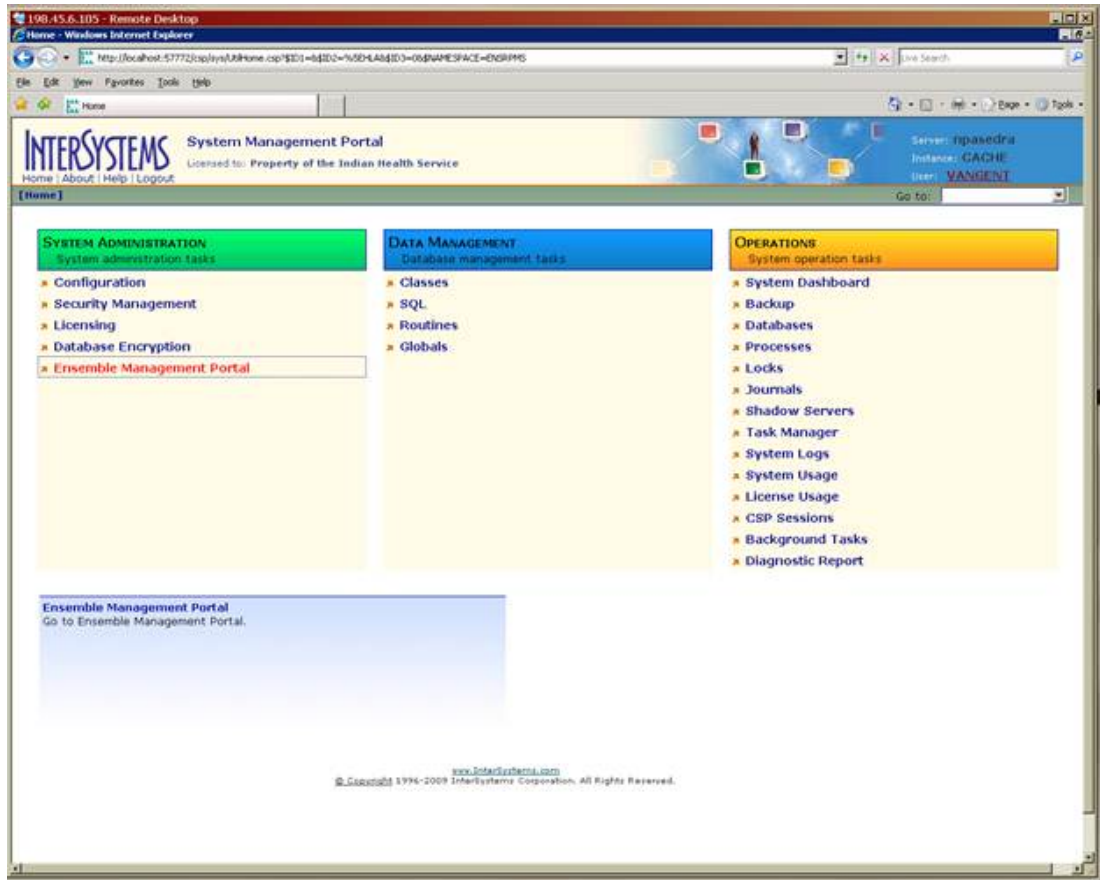 198.45.6.105 - Remote Desktop
Home - Windows Internet Explorer
Live Search
File Edit View Favorites Tools Help
Home
Page Tools
INTERSYSTEMS
System Management Portal
Licensed to: Property of the Indian Health Service
Home | About | Help | Logout
Server: npasedra
Instance: CACHE
User: VANGENT
[Home]
Go to:
SYSTEM ADMINISTRATION
System administration tasks
Configuration
Security Management
Licensing
Database Encryption
Ensemble Management Portal
DATA MANAGEMENT
Database management tasks
Classes
SQL
Routines
Globals
OPERATIONS
System operation tasks
System Dashboard
Backup
Databases
Processes
Locks
Journals
Shadow Servers
Task Manager
System Logs
System Usage
License Usage
CSP Sessions
Background Tasks
Diagnostic Report
Ensemble Management Portal
Go to Ensemble Management Portal.
www.InterSystems.com
© Copyright 1996-2009 InterSystems Corporation. All Rights Reserved.